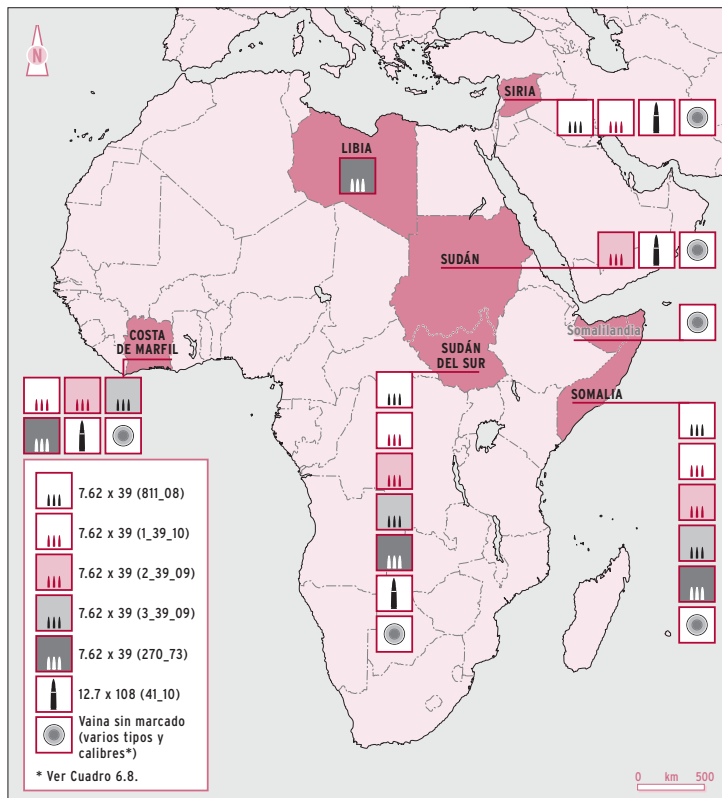 N
SIRIA
LIBIA
SUDÁN
Somalilandia
COSTA
DE MARFIL
SUDÁN
DEL SUR
SOMALIA
7.62 x 39 (811_08)
7.62 x 39 (1_39_10)
7.62 x 39 (2_39_09)
7.62 x 39 (3_39_09)
7.62 x 39 (270_73)
12.7 x 108 (41_10)
Vaina sin marcado
(varios tipos y
calibres*)
* Ver Cuadro 6.8.
0 km 500